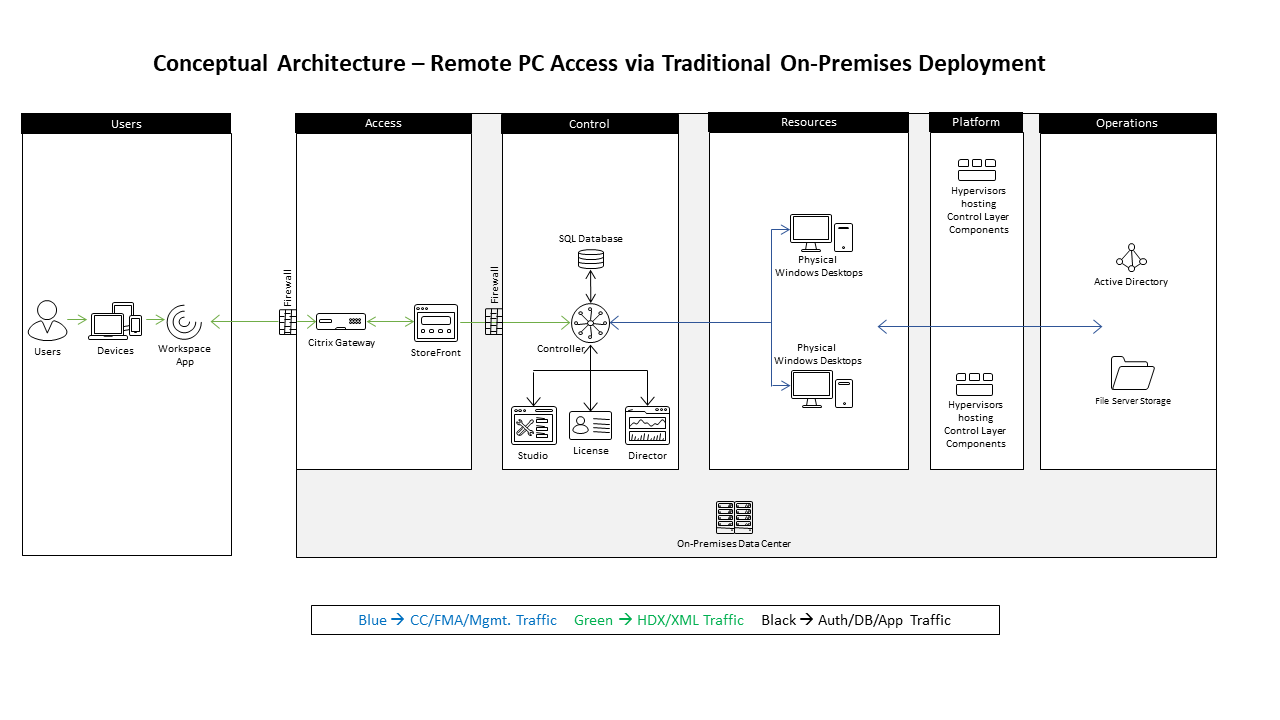 Conceptual Architecture – Remote PC Access via Traditional On-Premises Deployment
Users
Access
Control
Resources
Platform
Operations
Users
Devices
Workspace
App
Firewall
Citrix Gateway
StoreFront
Firewall
SQL Database
Controller
Studio
License
Director
Physical
Windows Desktops
Physical
Windows Desktops
Hypervisors
hosting
Control Layer
Components
Hypervisors
hosting
Control Layer
Components
Active Directory
File Server Storage
On-Premises Data Center
Blue → CC/FMA/Mgmt. Traffic Green → HDX/XML Traffic Black → Auth/DB/App Traffic